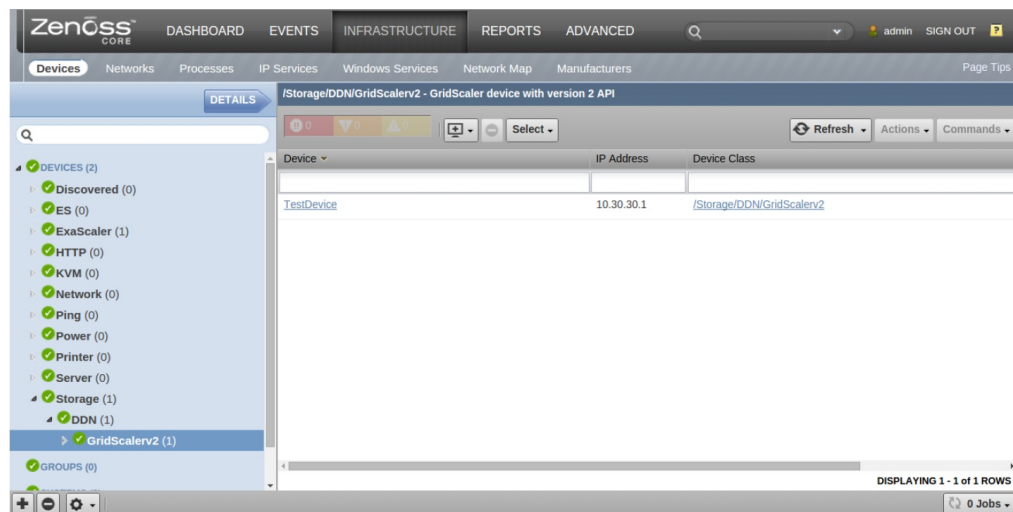 Zenoss CORE DASHBOARD EVENTS INFRASTRUCTURE REPORTS ADVANCED admin SIGN OUT ?
Devices Networks Processes IP Services Windows Services Network Map Manufacturers Page Tips
DETAILS /Storage/DDN/GridScalerv2 - GridScaler device with version 2 API
0 0 0 Select Refresh Actions Commands
Device IP Address Device Class
DEVICES (2)
Discovered (0)
TestDevice 10.30.30.1 /Storage/DDN/GridScalerv2
ES (0)
ExaScaler (1)
HTTP (0)
KVM (0)
Network (0)
Ping (0)
Power (0)
Printer (0)
Server (0)
Storage (1)
DDN (1)
GridScalerv2 (1)
GROUPS (0)
DISPLAYING 1 - 1 of 1 ROWS
0 Jobs